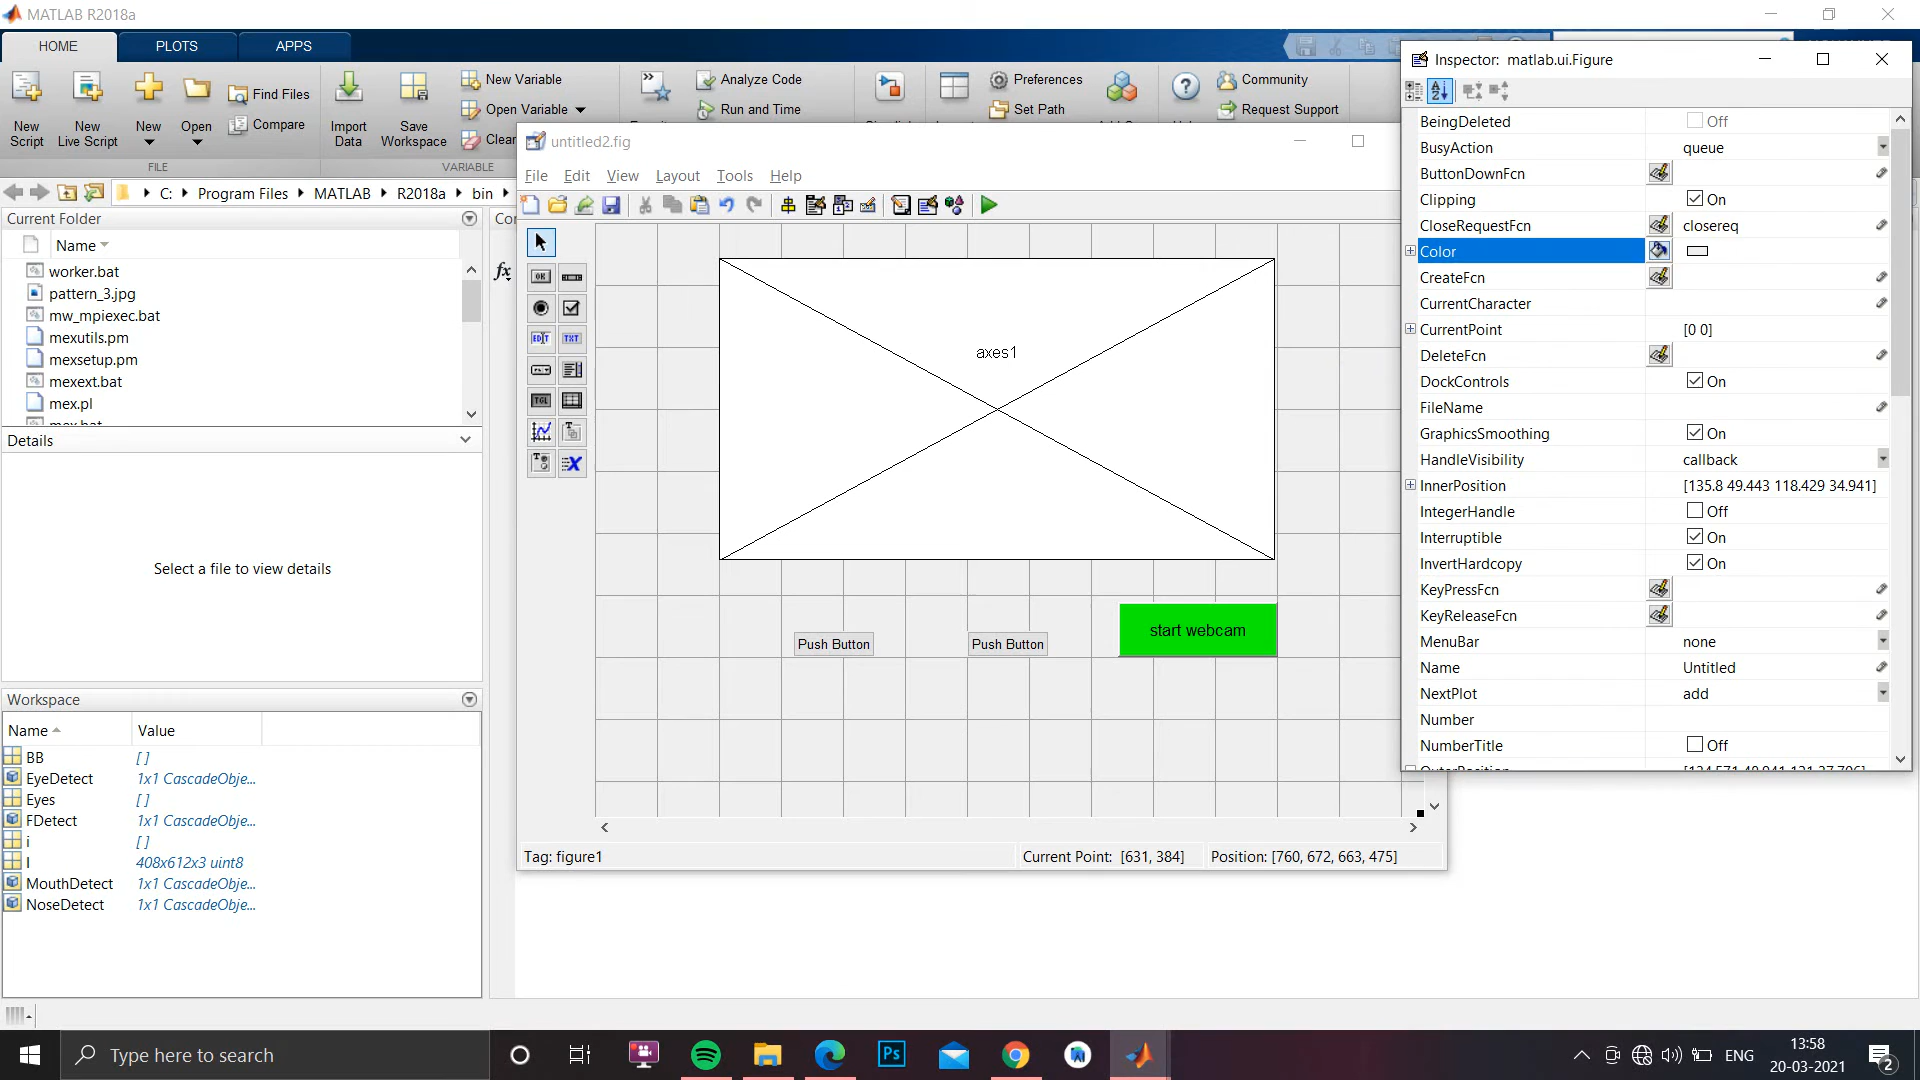 MATLAB R2018a
HOME
PLOTS
APPS
New Script
New Live Script
New
Open
Find Files
Compare
Import Data
Save Workspace
New Variable
Open Variable
Clear
Analyze Code
Run and Time
Preferences
Set Path
Community
Request Support
FILE
VARIABLE
C:
Program Files
MATLAB
R2018a
bin
Current Folder
Name
worker.bat
pattern_3.jpg
mw_mpiexec.bat
mexutils.pm
mexsetup.pm
mexext.bat
mex.pl
Details
Select a file to view details
Workspace
Name Value
BB [ ]
EyeDetect 1x1 CascadeObje...
Eyes [ ]
FDetect 1x1 CascadeObje...
i [ ]
I 408x612x3 uint8
MouthDetect 1x1 CascadeObje...
NoseDetect 1x1 CascadeObje...
fx
untitled2.fig
File Edit View Layout Tools Help
OK
EDIT
TXT
TGL
axes1
Push Button
Push Button
start webcam
Tag: figure1
Current Point: [631, 384]
Position: [760, 672, 663, 475]
Inspector: matlab.ui.Figure
BeingDeleted Off
BusyAction queue
ButtonDownFcn
Clipping On
CloseRequestFcn closereq
Color
CreateFcn
CurrentCharacter
CurrentPoint [0 0]
DeleteFcn
DockControls On
FileName
GraphicsSmoothing On
HandleVisibility callback
InnerPosition [135.8 49.443 118.429 34.941]
IntegerHandle Off
Interruptible On
InvertHardcopy On
KeyPressFcn
KeyReleaseFcn
MenuBar none
Name Untitled
NextPlot add
Number
NumberTitle Off
Type here to search
Ps
ENG
13:58
20-03-2021
2